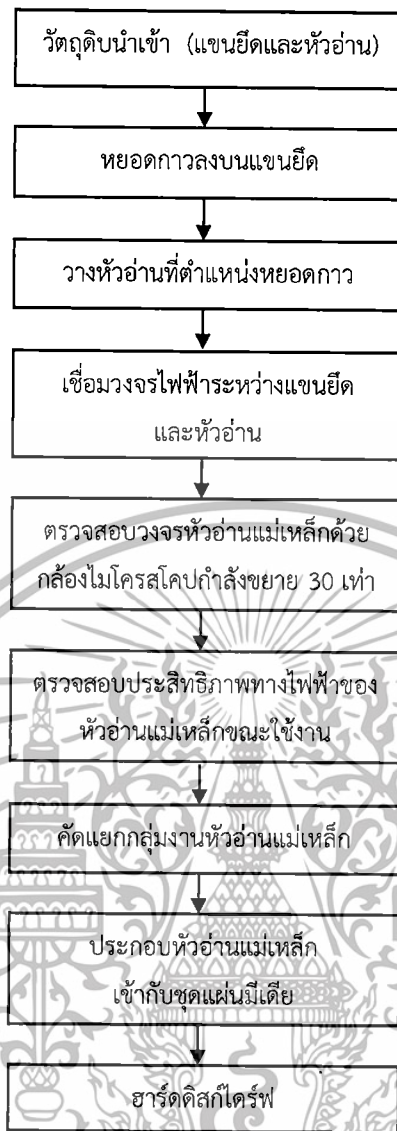 วัตถุดิบนำเข้า (แขนยึดและหัวอ่าน)
หยอดกาวลงบนแขนยึด
วางหัวอ่านที่ตำแหน่งหยอดกาว
เชื่อมวงจรไฟฟ้าระหว่างแขนยึด
และหัวอ่าน
ตรวจสอบวงจรหัวอ่านแม่เหล็กด้วย
กล้องไมโครสโคปกำลังขยาย 30 เท่า
ตรวจสอบประสิทธิภาพทางไฟฟ้าของ
หัวอ่านแม่เหล็กขณะใช้งาน
คัดแยกกลุ่มงานหัวอ่านแม่เหล็ก
ประกอบหัวอ่านแม่เหล็ก
เข้ากับชุดแผ่นมีเดีย
ฮาร์ดดิสก์ไดร์ฟ